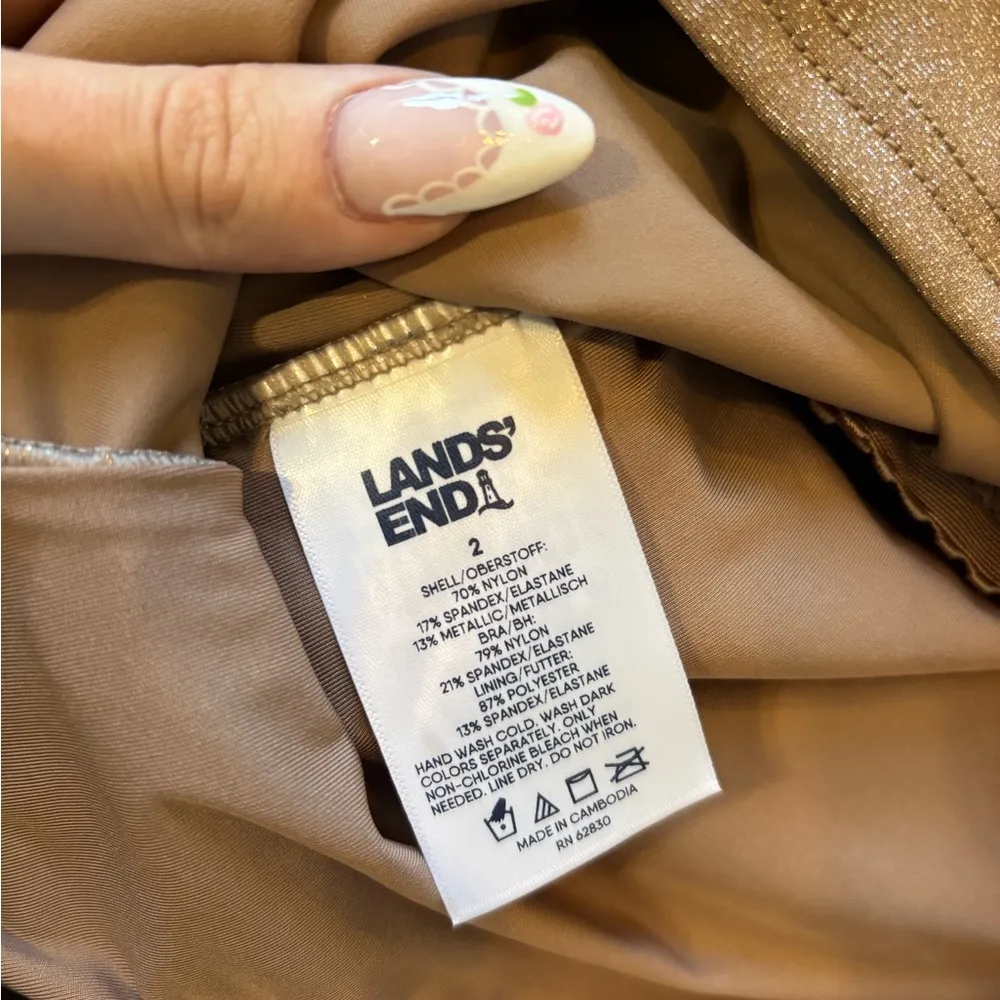 LANDS'
END
2
SHELL/OBERSTOFF:
70% NYLON
17% SPANDEX/ELASTANE
13% METALLIC/METALLISCH
BRA/BH:
79% NYLON
21% SPANDEX/ELASTANE
LINING/FUTTER:
87% POLYESTER
13% SPANDEX/ELASTANE
HAND WASH COLD. WASH DARK
COLORS SEPARATELY. ONLY
NON-CHLORINE BLEACH WHEN
NEEDED. LINE DRY. DO NOT IRON.
MADE IN CAMBODIA
RN 62830